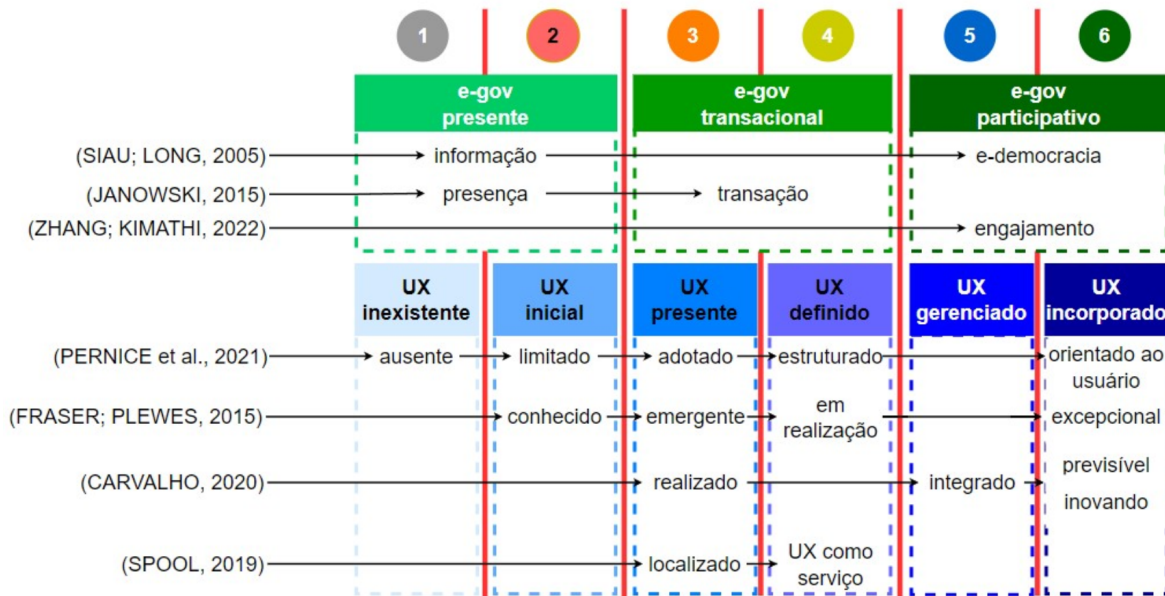 1 2 3 4 5 6
e-gov e-gov e-gov
presente transacional participativo
(SIAU; LONG, 2005) informação e-democracia
(JANOWSKI, 2015) presença transação
(ZHANG; KIMATHI, 2022) engajamento
UX UX UX UX UX UX
inexistente inicial presente definido gerenciado incorporado
(PERNICE et al., 2021) ausente limitado adotado estruturado orientado ao
usuário
(FRASER; PLEWES, 2015) conhecido emergente em
realização excepcional
(CARVALHO, 2020) realizado integrado previsível
inovando
(SPOOL, 2019) localizado UX como
serviço